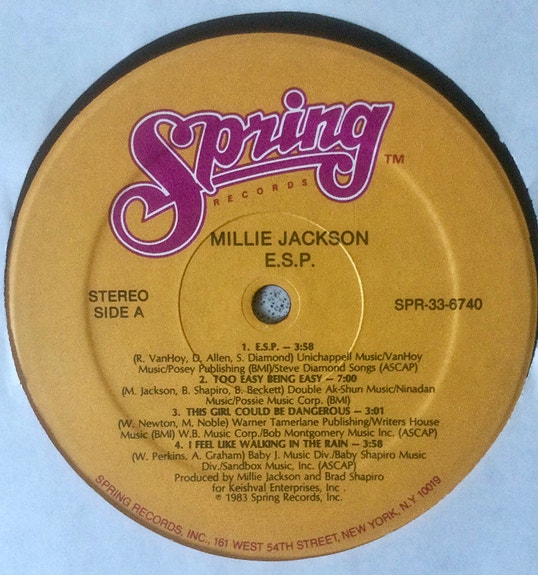 Spring
TM
RECORDS
MILLIE JACKSON
E.S.P.
STEREO
SIDE A
SPR-33-6740
1. E.S.P. — 3:58
(R. VanHoy, D. Allen, S. Diamond) Unichappell Music/VanHoy
Music/Posey Publishing (BMI)/Steve Diamond Songs (ASCAP)
2. TOO EASY BEING EASY — 7:00
(M. Jackson, B. Shapiro, B. Beckett) Double Ak-Shun Music/Ninadan
Music/Possie Music Corp. (BMI)
3. THIS GIRL COULD BE DANGEROUS — 3:01
(W. Newton, M. Noble) Warner Tamerlane Publishing/Writers House
Music (BMI) W.B. Music Corp./Bob Montgomery Music Inc. (ASCAP)
4. I FEEL LIKE WALKING IN THE RAIN — 3:58
(W. Perkins, A. Graham) Baby J. Music Div./Baby Shapiro Music
Div./Sandbox Music, Inc. (ASCAP)
Produced by Millie Jackson and Brad Shapiro
for Keishval Enterprises, Inc.
℗ 1983 Spring Records, Inc.
SPRING RECORDS, INC., 161 WEST 54TH STREET, NEW YORK, N.Y. 10019